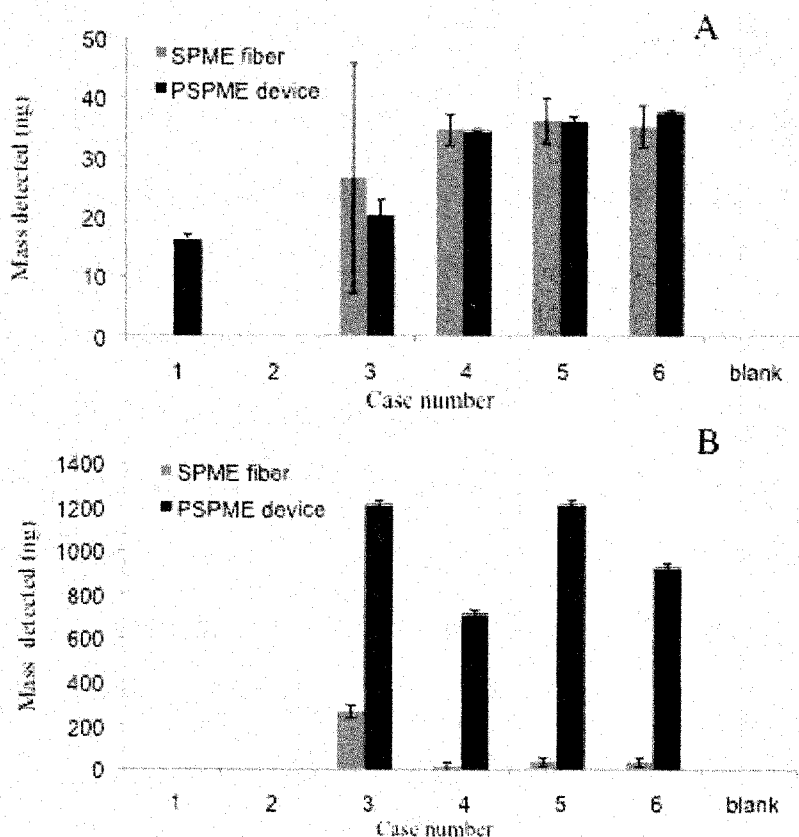 A
50
SPME fiber
PSPME device
40
30
20
10
0
Mass detected (ng)
1 2 3 4 5 6 blank
Case number
B
1400
SPME fiber
1200
PSPME device
1000
800
600
400
200
0
Mass detected (ng)
1 2 3 4 5 6 blank
Case number